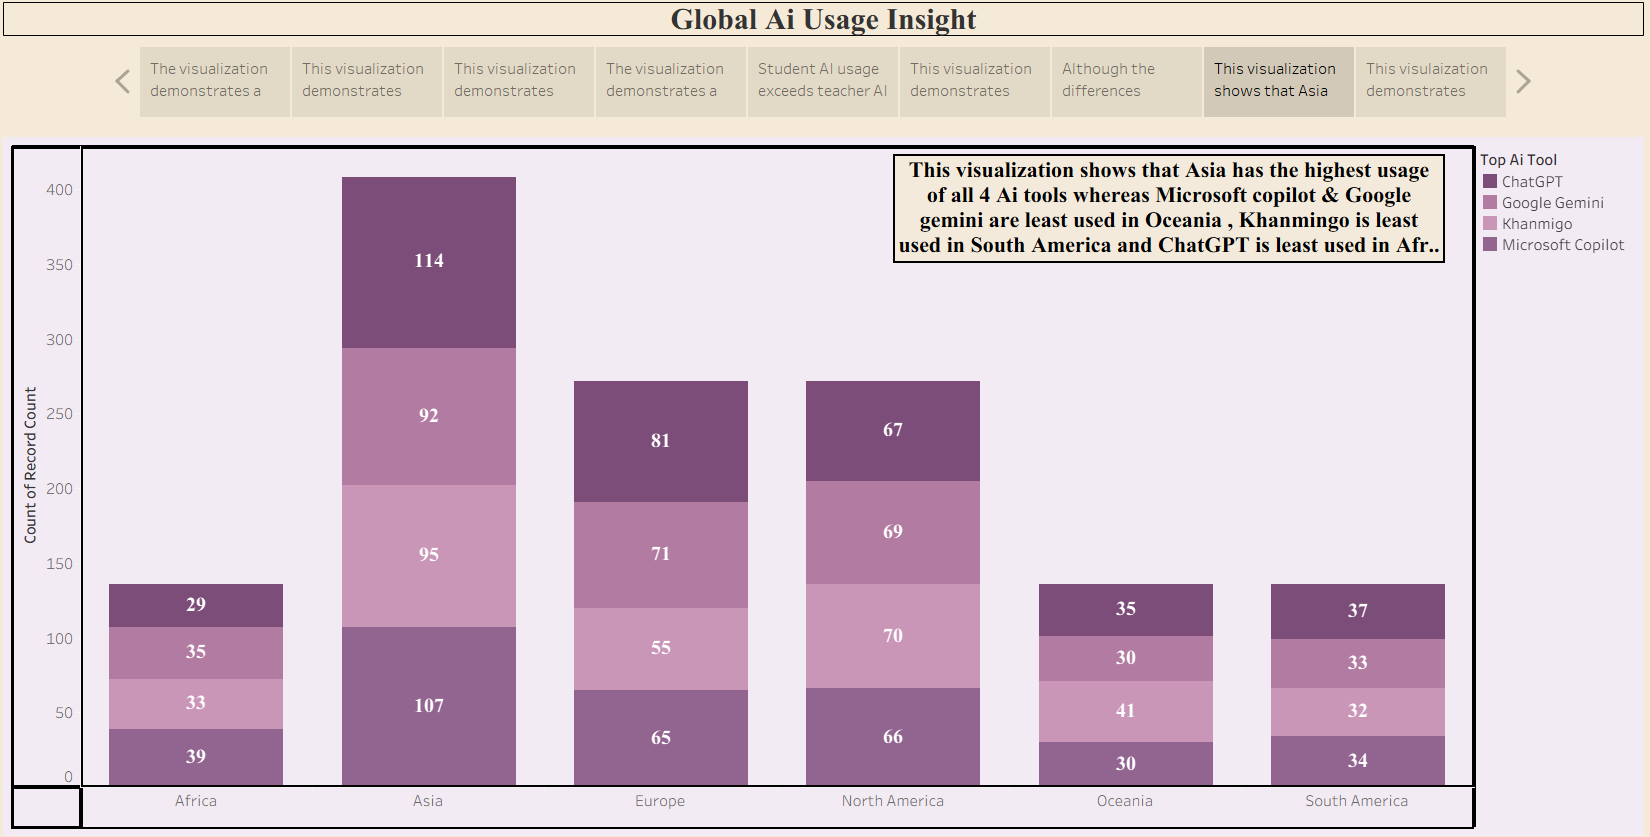 Global Ai Usage Insight
The visualization
demonstrates a
This visualization
demonstrates
This visualization
demonstrates
The visualization
demonstrates a
Student AI usage
exceeds teacher AI
This visualization
demonstrates
Although the
differences
This visualization
shows that Asia
This visulaization
demonstrates
This visualization shows that Asia has the highest usage
of all 4 Ai tools whereas Microsoft copilot & Google
gemini are least used in Oceania , Khanmingo is least
used in South America and ChatGPT is least used in Afr..
Top Ai Tool
ChatGPT
Google Gemini
Khanmigo
Microsoft Copilot
Count of Record Count
400
350
300
250
200
150
100
50
0
29
35
33
39
114
92
95
107
81
71
55
65
67
69
70
66
35
30
41
30
37
33
32
34
Africa
Asia
Europe
North America
Oceania
South America